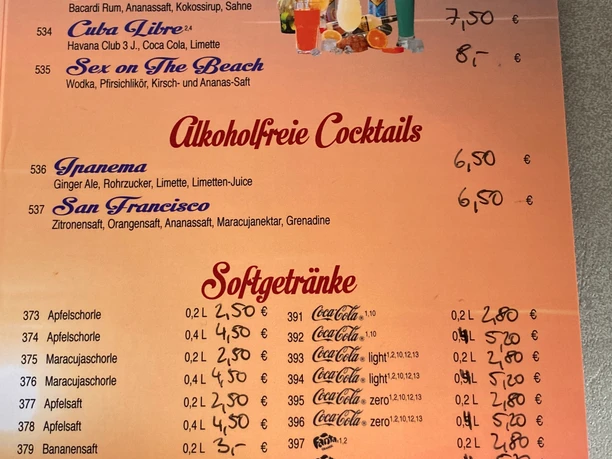 Bacardi Rum, Ananassaft, Kokossirup, Sahne
534 Cuba Libre 2,4 7,50 €
Havana Club 3 J., Coca Cola, Limette
535 Sex on The Beach 8,- €
Wodka, Pfirsichlikör, Kirsch- und Ananas-Saft
Alkoholfreie Cocktails
536 Ipanema 6,50 €
Ginger Ale, Rohrzucker, Limette, Limetten-Juice
537 San Francisco 6,50 €
Zitronensaft, Orangensaft, Ananassaft, Maracujanektar, Grenadine
Softgetränke
373 Apfelschorle 0,2 L 2,50 €
374 Apfelschorle 0,4 L 4,50 €
375 Maracujaschorle 0,2 L 2,50 €
376 Maracujaschorle 0,4 L 4,50 €
377 Apfelsaft 0,2 L 2,50 €
378 Apfelsaft 0,4 L 4,50 €
379 Bananensaft 0,2 L 3,- €
391 Coca-Cola® 1,10 0,2 L 2,80 €
392 Coca-Cola® 1,10 0,4 L 5,20 €
393 Coca-Cola® light 1,2,10,12,13 0,2 L 2,80 €
394 Coca-Cola® light 1,2,10,12,13 0,4 L 5,20 €
395 Coca-Cola® zero 1,2,10,12,13 0,2 L 2,80 €
396 Coca-Cola® zero 1,2,10,12,13 0,4 L 5,20 €
397 Fanta 1,2 0,2 L 2,80 €